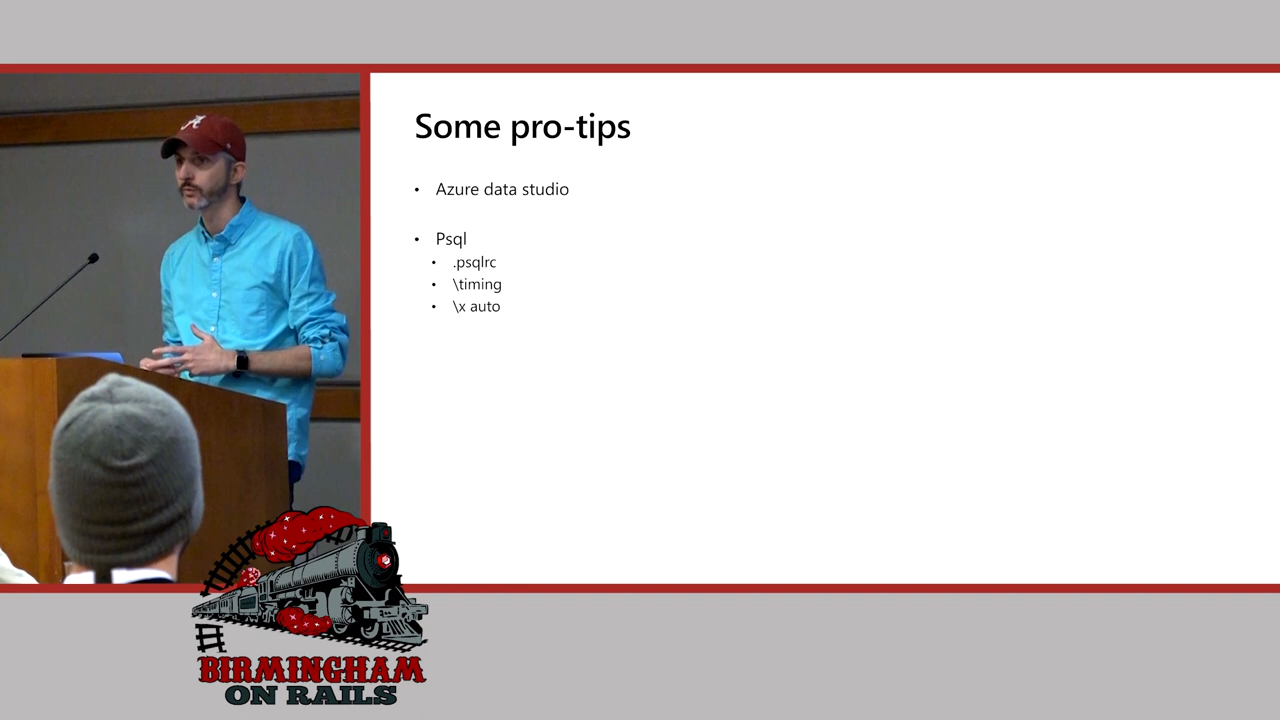 Some pro-tips
• Azure data studio
• Psql
• .psqlrc
• \timing
• \x auto
A
BIRMINGHAM
ON RAILS